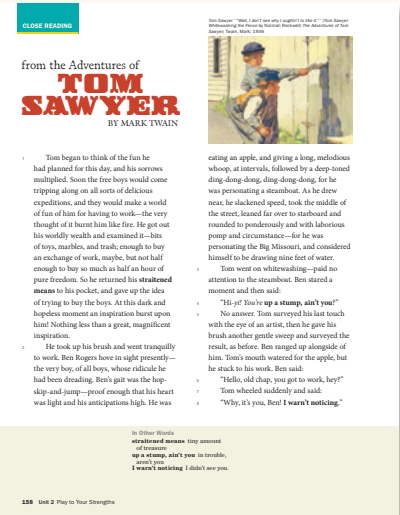 CLOSE READING
Tom Sawyer - "Well, I don't see why I oughtn't to like it." (Tom Sawyer
Whitewashing the Fence by Norman Rockwell) The Adventures of Tom
Sawyer, Twain, Mark; 1936
from the Adventures of
TOM
SAWYER
BY MARK TWAIN
1 Tom began to think of the fun he
had planned for this day, and his sorrows
multiplied. Soon the free boys would come
tripping along on all sorts of delicious
expeditions, and they would make a world
of fun of him for having to work—the very
thought of it burnt him like fire. He got out
his worldly wealth and examined it—bits
of toys, marbles, and trash; enough to buy
an exchange of work, maybe, but not half
enough to buy so much as half an hour of
pure freedom. So he returned his straitened
means to his pocket, and gave up the idea
of trying to buy the boys. At this dark and
hopeless moment an inspiration burst upon
him! Nothing less than a great, magnificent
inspiration.
2 He took up his brush and went tranquilly
to work. Ben Rogers hove in sight presently—
the very boy, of all boys, whose ridicule he
had been dreading. Ben's gait was the hop-
skip-and-jump—proof enough that his heart
was light and his anticipations high. He was
eating an apple, and giving a long, melodious
whoop, at intervals, followed by a deep-toned
ding-dong-dong, ding-dong-dong, for he
was personating a steamboat. As he drew
near, he slackened speed, took the middle of
the street, leaned far over to starboard and
rounded to ponderously and with laborious
pomp and circumstance—for he was
personating the Big Missouri, and considered
himself to be drawing nine feet of water.
3 Tom went on whitewashing—paid no
attention to the steamboat. Ben stared a
moment and then said:
4 "Hi-yi! You're up a stump, ain't you?"
5 No answer. Tom surveyed his last touch
with the eye of an artist, then he gave his
brush another gentle sweep and surveyed the
result, as before. Ben ranged up alongside of
him. Tom's mouth watered for the apple, but
he stuck to his work. Ben said:
6 "Hello, old chap, you got to work, hey?"
7 Tom wheeled suddenly and said:
8 "Why, it's you, Ben! I warn't noticing."
In Other Words
straitened means tiny amount
of treasure
up a stump, ain't you in trouble,
aren't you
I warn't noticing I didn't see you.
158 Unit 2 Play to Your Strengths